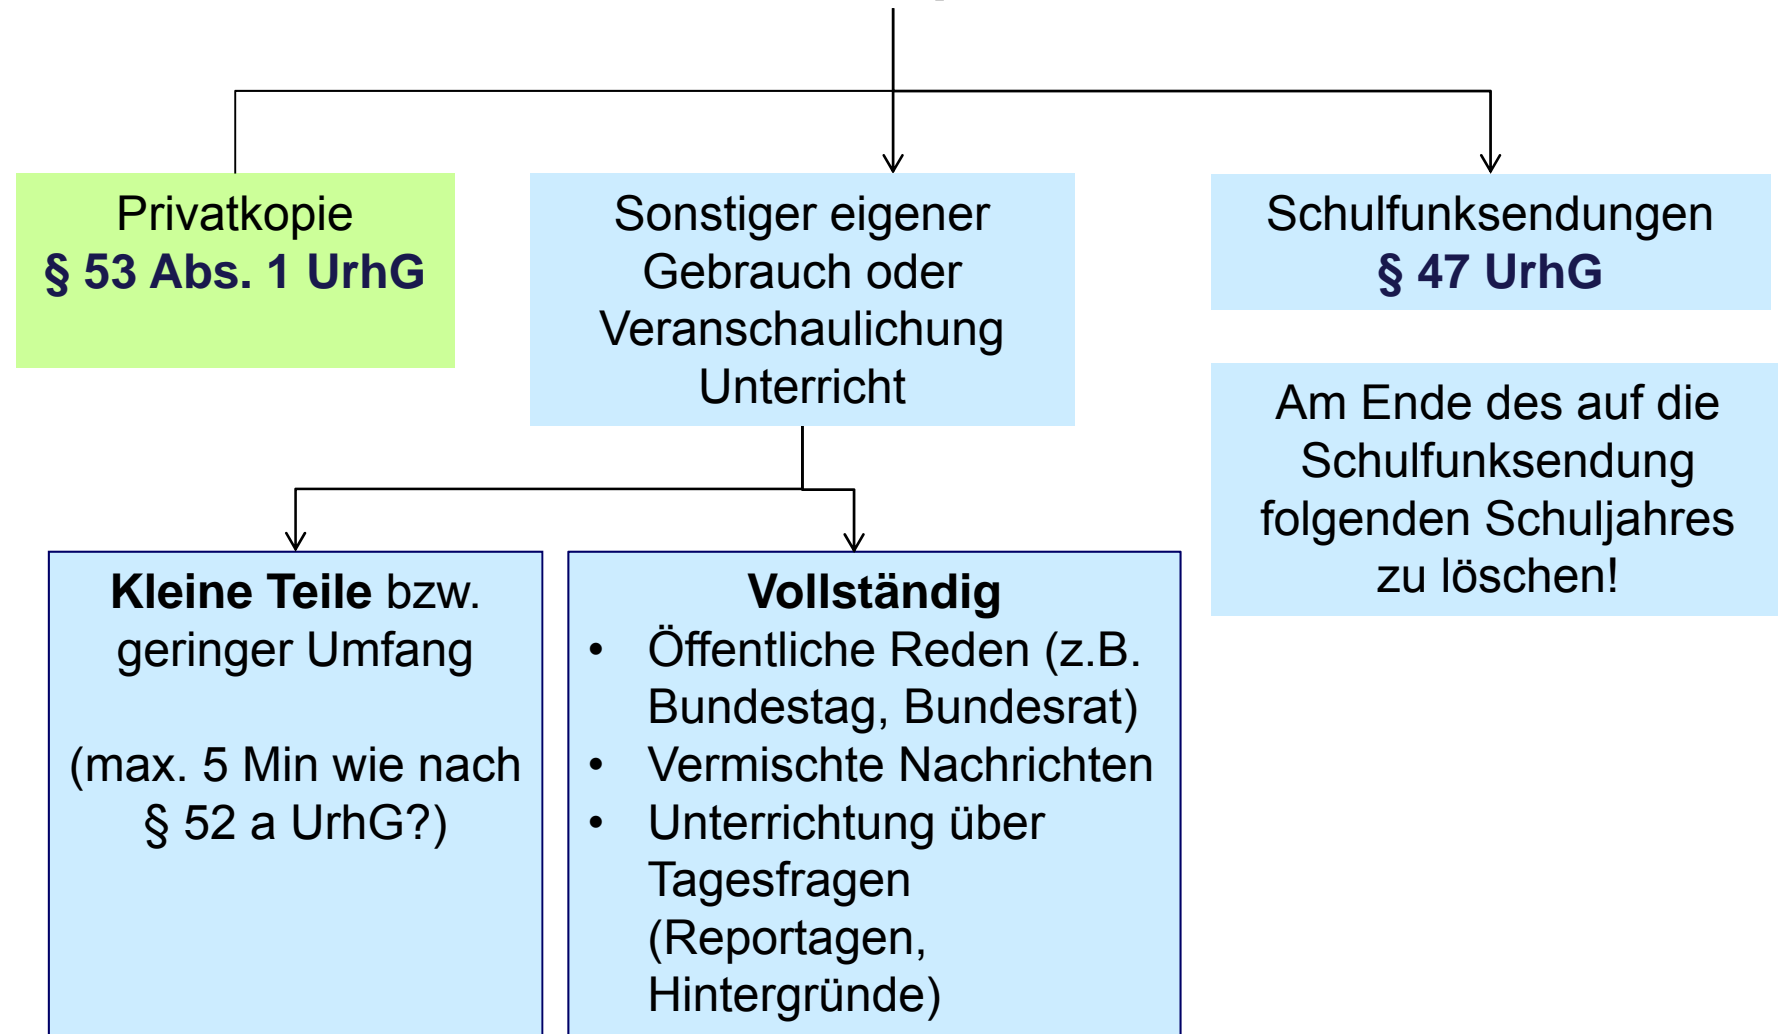 Privatkopie
§ 53 Abs. 1 UrhG
Sonstiger eigener
Gebrauch oder
Veranschaulichung
Unterricht
Schulfunksendungen
§ 47 UrhG
Am Ende des auf die
Schulfunksendung
folgenden Schuljahres
zu löschen!
Kleine Teile bzw.
geringer Umfang
(max. 5 Min wie nach
§ 52 a UrhG?)
Vollständig
• Öffentliche Reden (z.B.
Bundestag, Bundesrat)
• Vermischte Nachrichten
• Unterrichtung über
Tagesfragen
(Reportagen,
Hintergründe)